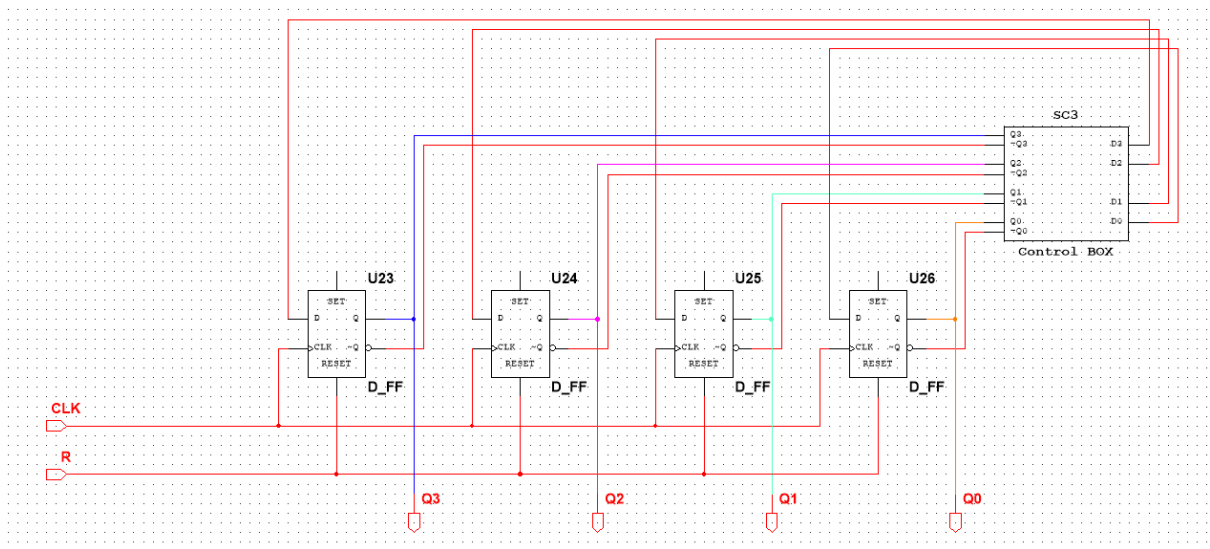 SC3
Q3
~Q3
D3
Q2
~Q2
D2
Q1
~Q1
D1
Q0
~Q0
D0
Control BOX
U23
SET
D Q
CLK ~Q
RESET
D_FF
U24
SET
D Q
CLK ~Q
RESET
D_FF
U25
SET
D Q
CLK ~Q
RESET
D_FF
U26
SET
D Q
CLK ~Q
RESET
D_FF
CLK
R
Q3
Q2
Q1
Q0